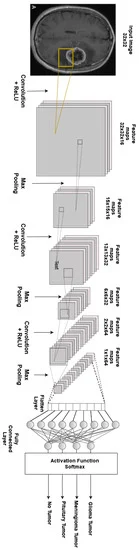 A
Input Image
32x32
Convolution
+ ReLU
Feature
maps
32x32x16
Max
Pooling
Feature
maps
16x16x16
Convolution
+ ReLU
Feature
maps
Max
Pooling
Feature
maps
6x6x32
Convolution
+ ReLU
Feature
maps
2x2x64
Max
Pooling
Feature
maps
1x1x64
Flatten
Layer
Fully
Connected
Layer
Activation Function
Softmax
Glioma Tumor
Meningioma Tumor
Pituitary Tumor
No Tumor